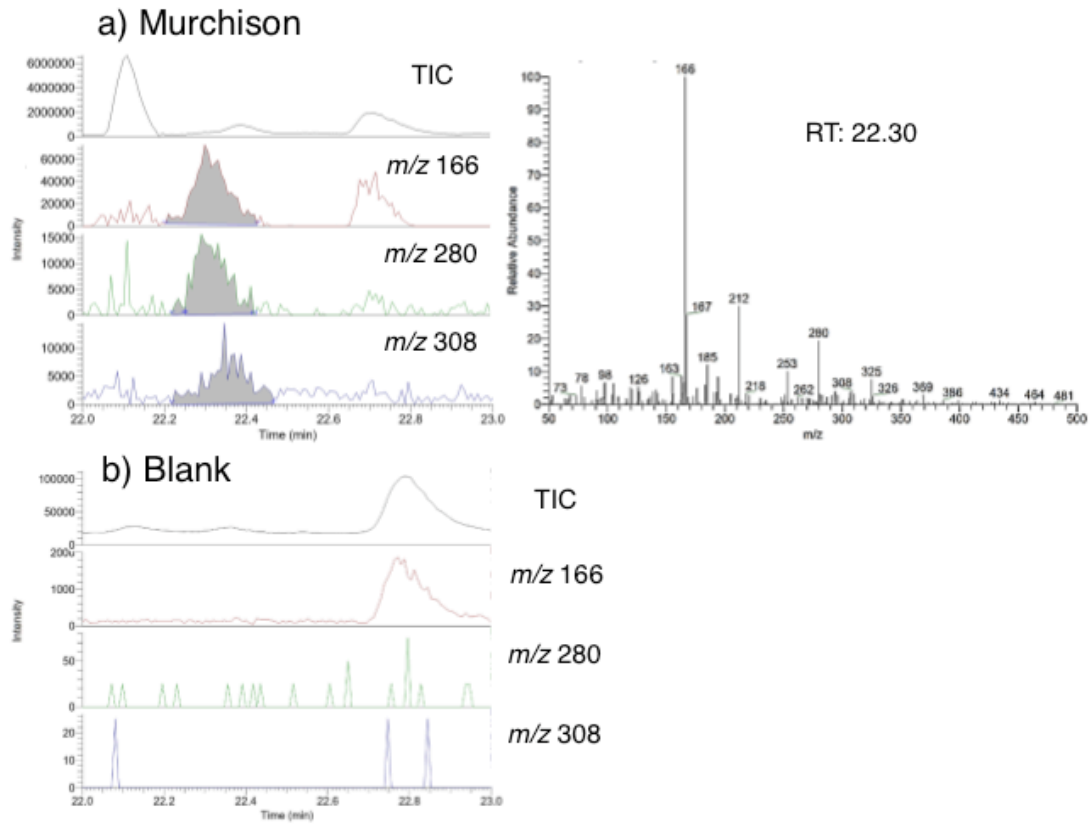 a) Murchison
TIC
6000000
4000000
2000000
0
m/z 166
60000
40000
20000
0
m/z 280
15000
10000
5000
0
m/z 308
10000
5000
0
Intensity
22.0 22.2 22.4 22.6 22.8 23.0
Time (min)
RT: 22.30
Relative Abundance
100
90
80
70
60
50
40
30
20
10
0
166
167
212
280
163
185
253
325
73
78
98
126
218
262
308
326
369
386
434
464
481
50 100 150 200 250 300 350 400 450 500
m/z
b) Blank
TIC
100000
50000
0
m/z 166
2000
1000
0
m/z 280
50
0
m/z 308
20
10
0
Intensity
22.0 22.2 22.4 22.6 22.8 23.0
Time (min)